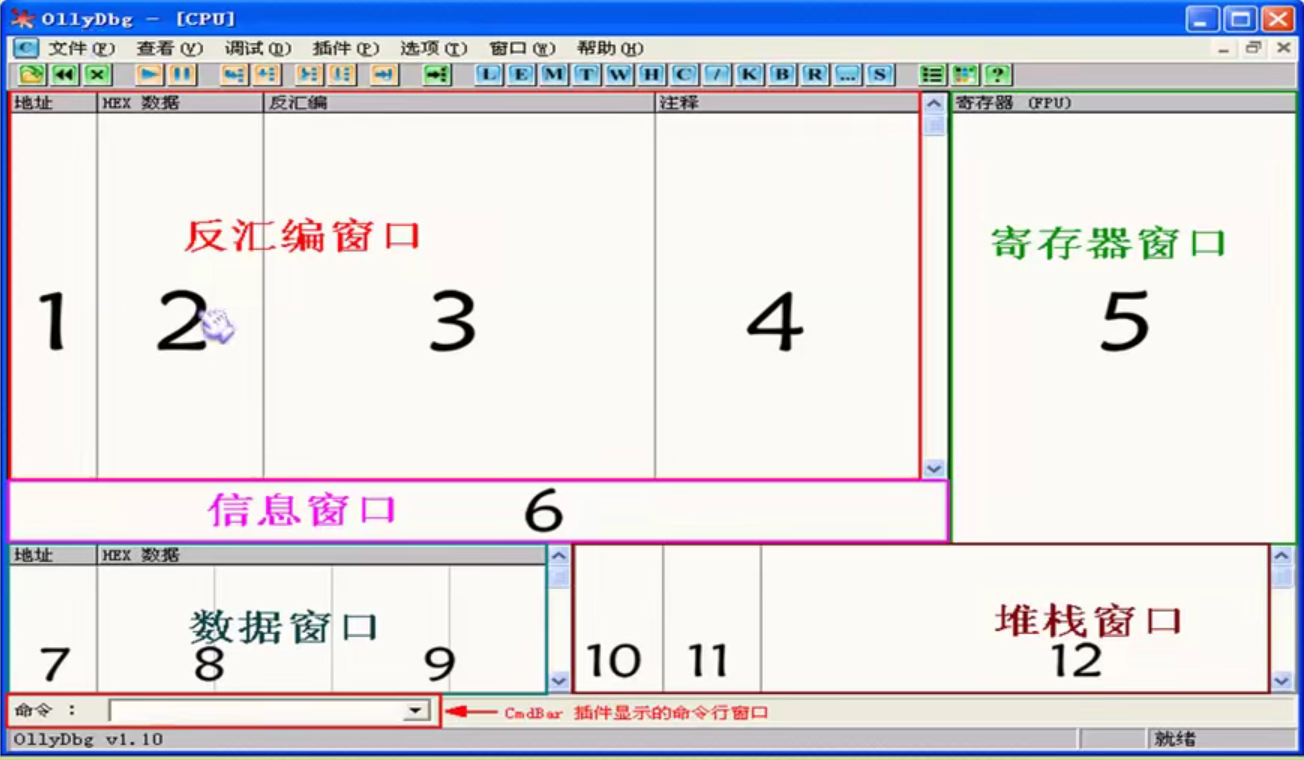 OllyDbg - [CPU]
C 文件(F) 查看(V) 调试(D) 插件(P) 选项(T) 窗口(W) 帮助(H)
L E M T W H C / K B R ... S ?
地址 HEX 数据 反汇编 注释 寄存器 (FPU)
反汇编窗口 寄存器窗口
1 2 3 4 5
信息窗口 6
地址 HEX 数据
数据窗口 堆栈窗口
7 8 9 10 11 12
命令 : CmdBar 插件显示的命令行窗口
OllyDbg v1.10 就绪